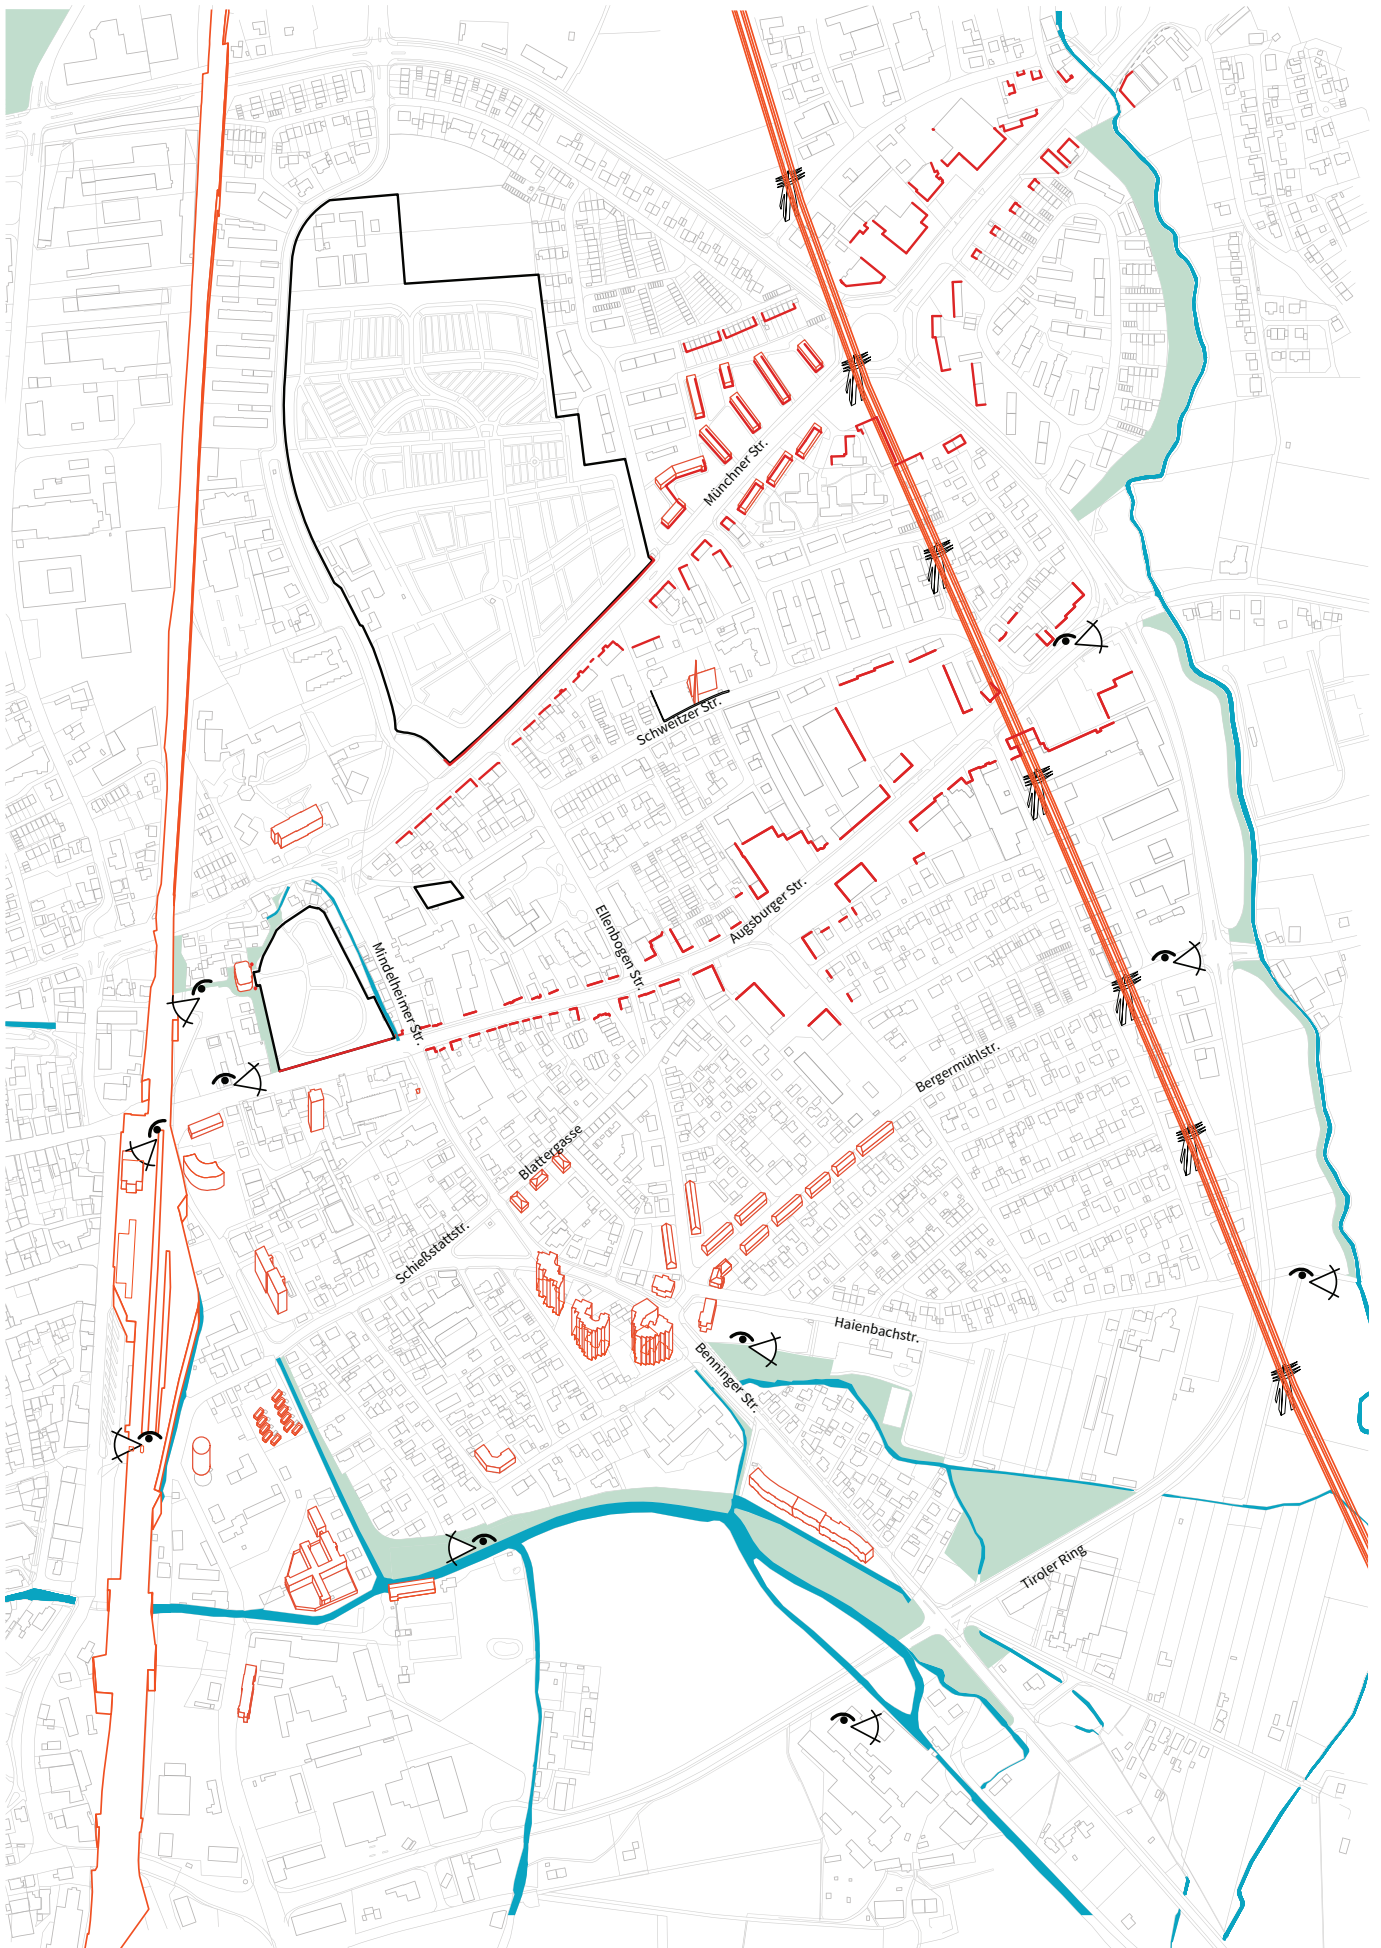 Münchner Str.
Schweitzer Str.
Augsburger Str.
Ellenbogen Str.
Mindelheimer Str.
Bergermühlstr.
Blattergasse
Schießstattstr.
Haienbachstr.
Benninger Str.
Tiroler Ring